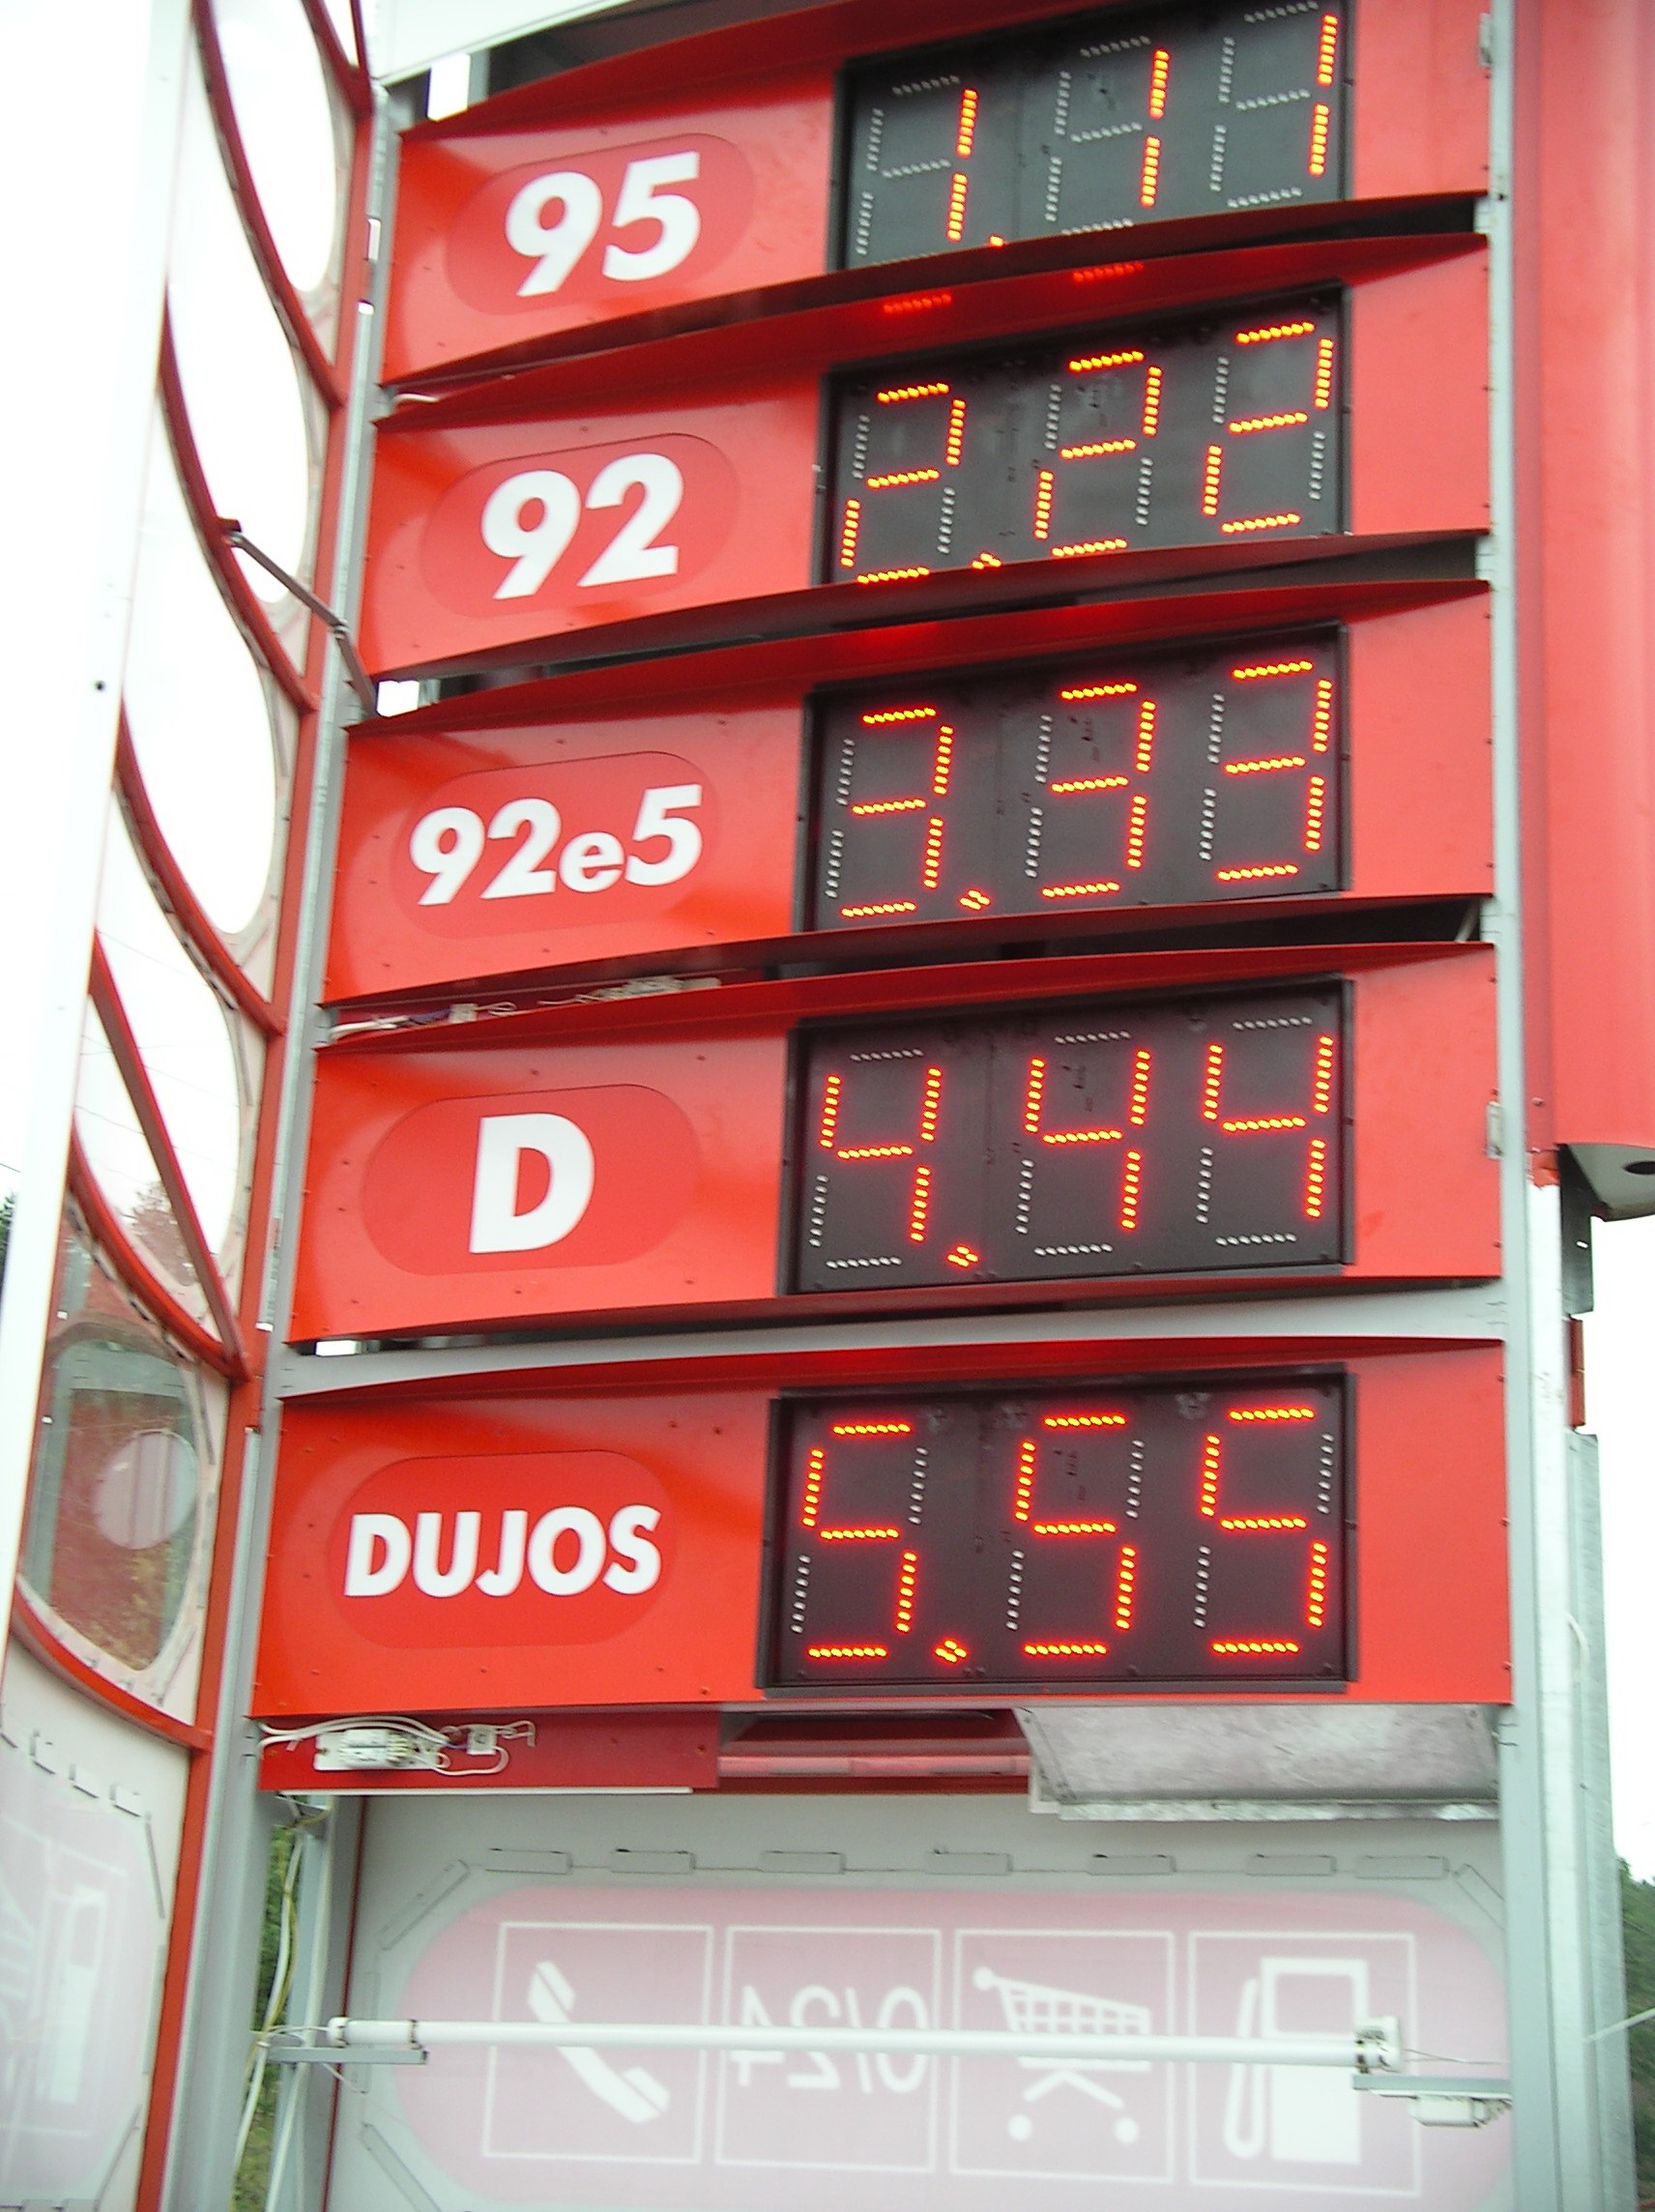 95 1.11
92 2.22
92e5 3.33
D 4.44
DUJOS 5.55
0/24